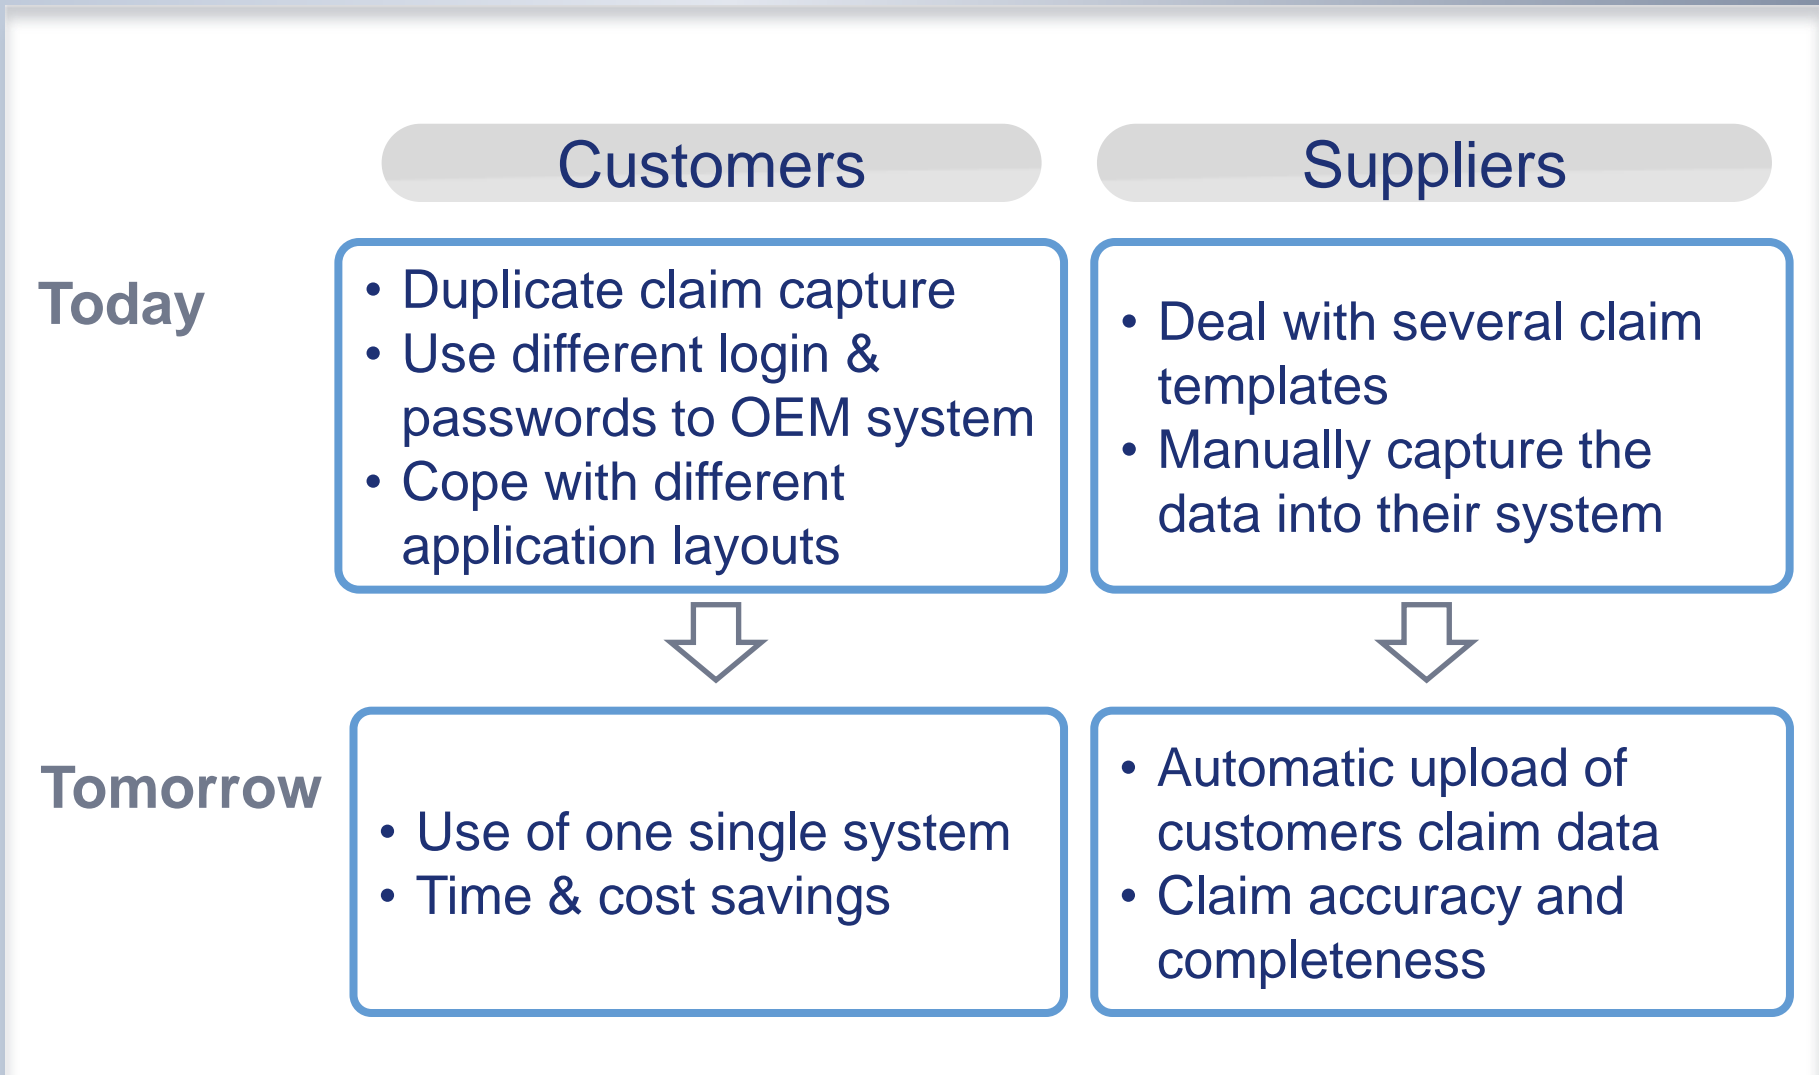 Customers
Suppliers
Today
• Duplicate claim capture
• Use different login &
passwords to OEM system
• Cope with different
application layouts
• Deal with several claim
templates
• Manually capture the
data into their system
Tomorrow
• Use of one single system
• Time & cost savings
• Automatic upload of
customers claim data
• Claim accuracy and
completeness